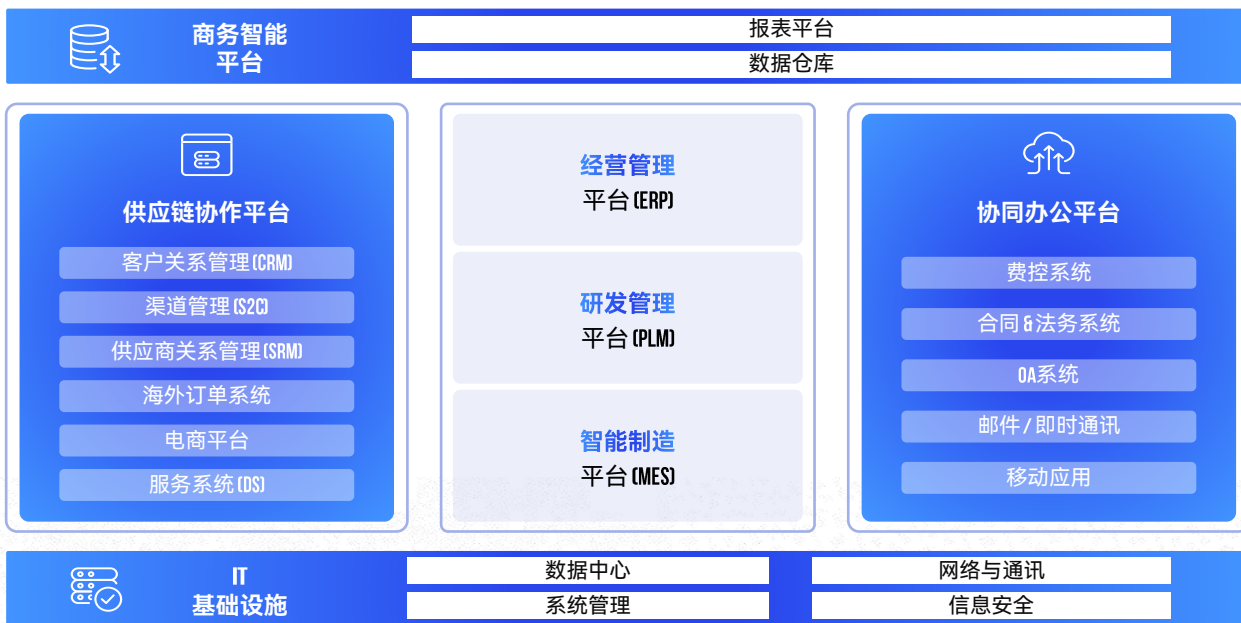 商务智能
平台
报表平台
数据仓库
供应链协作平台
客户关系管理(CRM)
渠道管理(S2C)
供应商关系管理(SRM)
海外订单系统
电商平台
服务系统(DS)
经营管理
平台(ERP)
研发管理
平台(PLM)
智能制造
平台(MES)
协同办公平台
费控系统
合同&法务系统
OA系统
邮件/即时通讯
移动应用
IT
基础设施
数据中心
网络与通讯
系统管理
信息安全